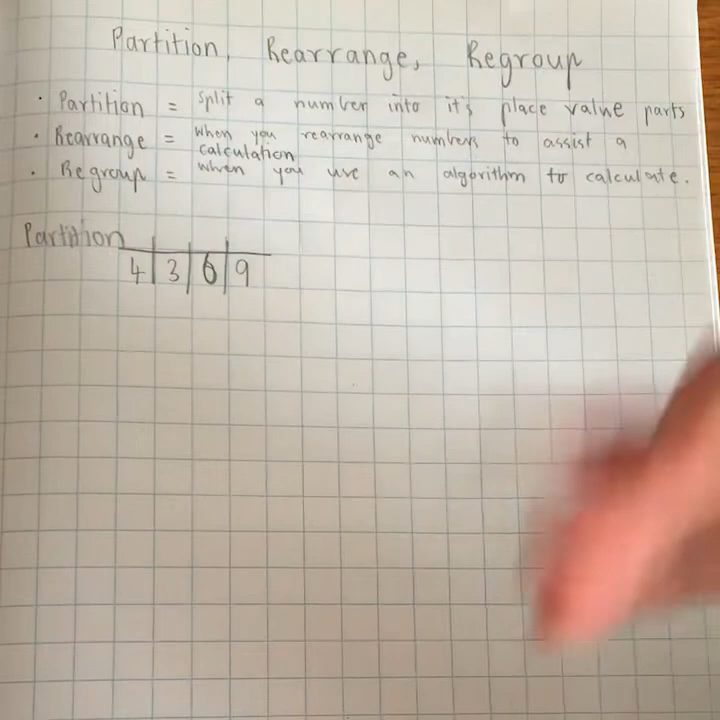 Partition, Rearrange, Regroup
· Partition = split a number into it's place value parts
· Rearrange = when you rearrange numbers to assist a
calculation
· Regroup = when you use an algorithm to calculate.
Partition
4 3 6 9